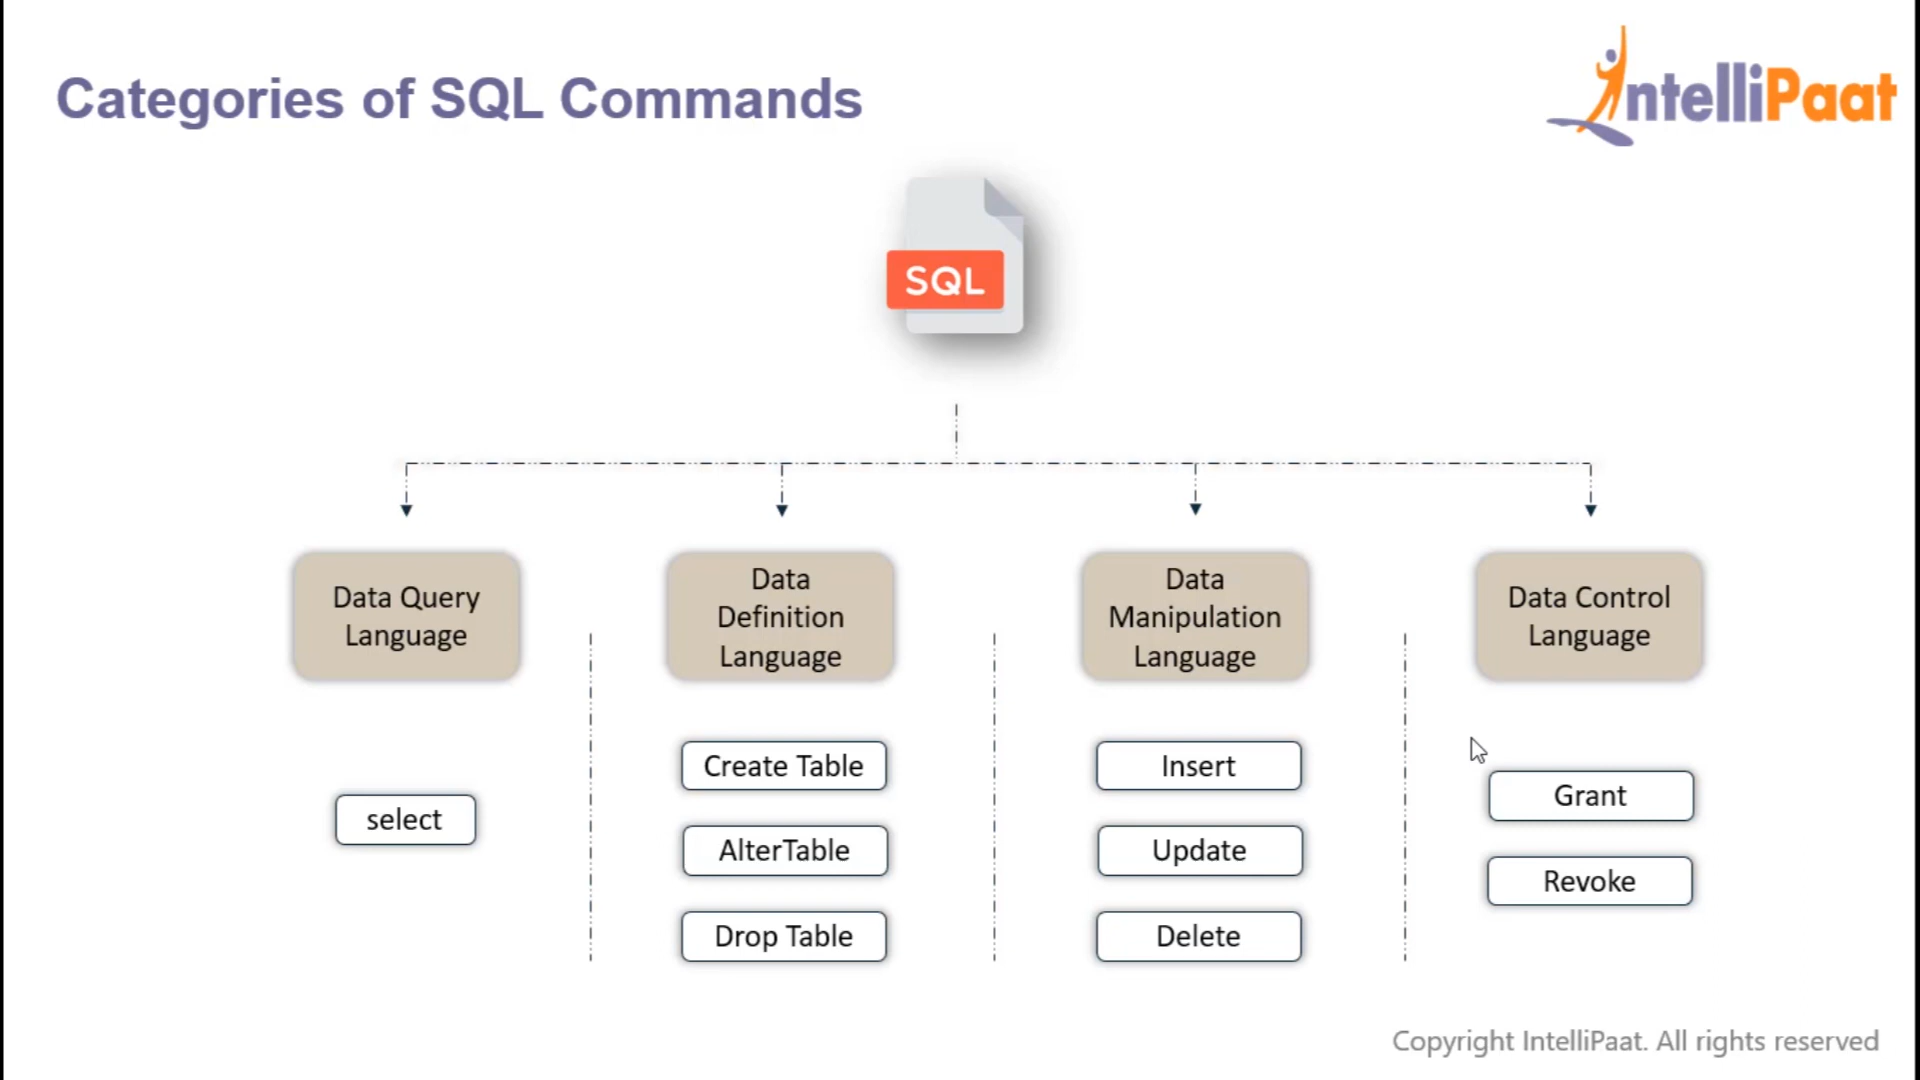 Categories of SQL Commands
IntelliPaat
SQL
Data Query
Language
Data
Definition
Language
Data
Manipulation
Language
Data Control
Language
select
Create Table
AlterTable
Drop Table
Insert
Update
Delete
Grant
Revoke
Copyright IntelliPaat. All rights reserved